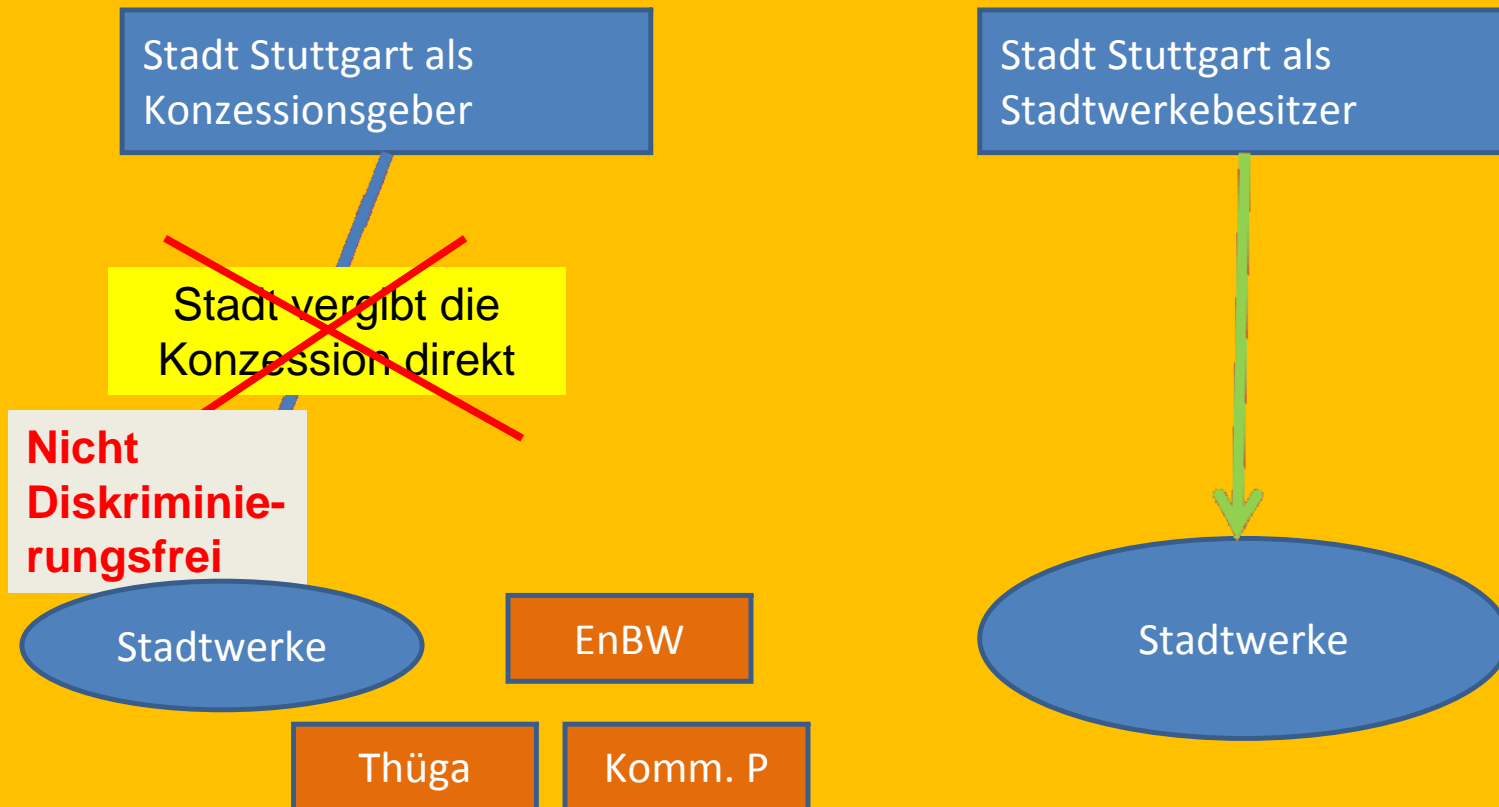 Stadt Stuttgart als
Konzessionsgeber
Stadt Stuttgart als
Stadtwerkebesitzer
Stadt vergibt die
Konzession direkt
Nicht
Diskriminie-
rungsfrei
Stadtwerke
EnBW
Stadtwerke
Thüga
Komm. P